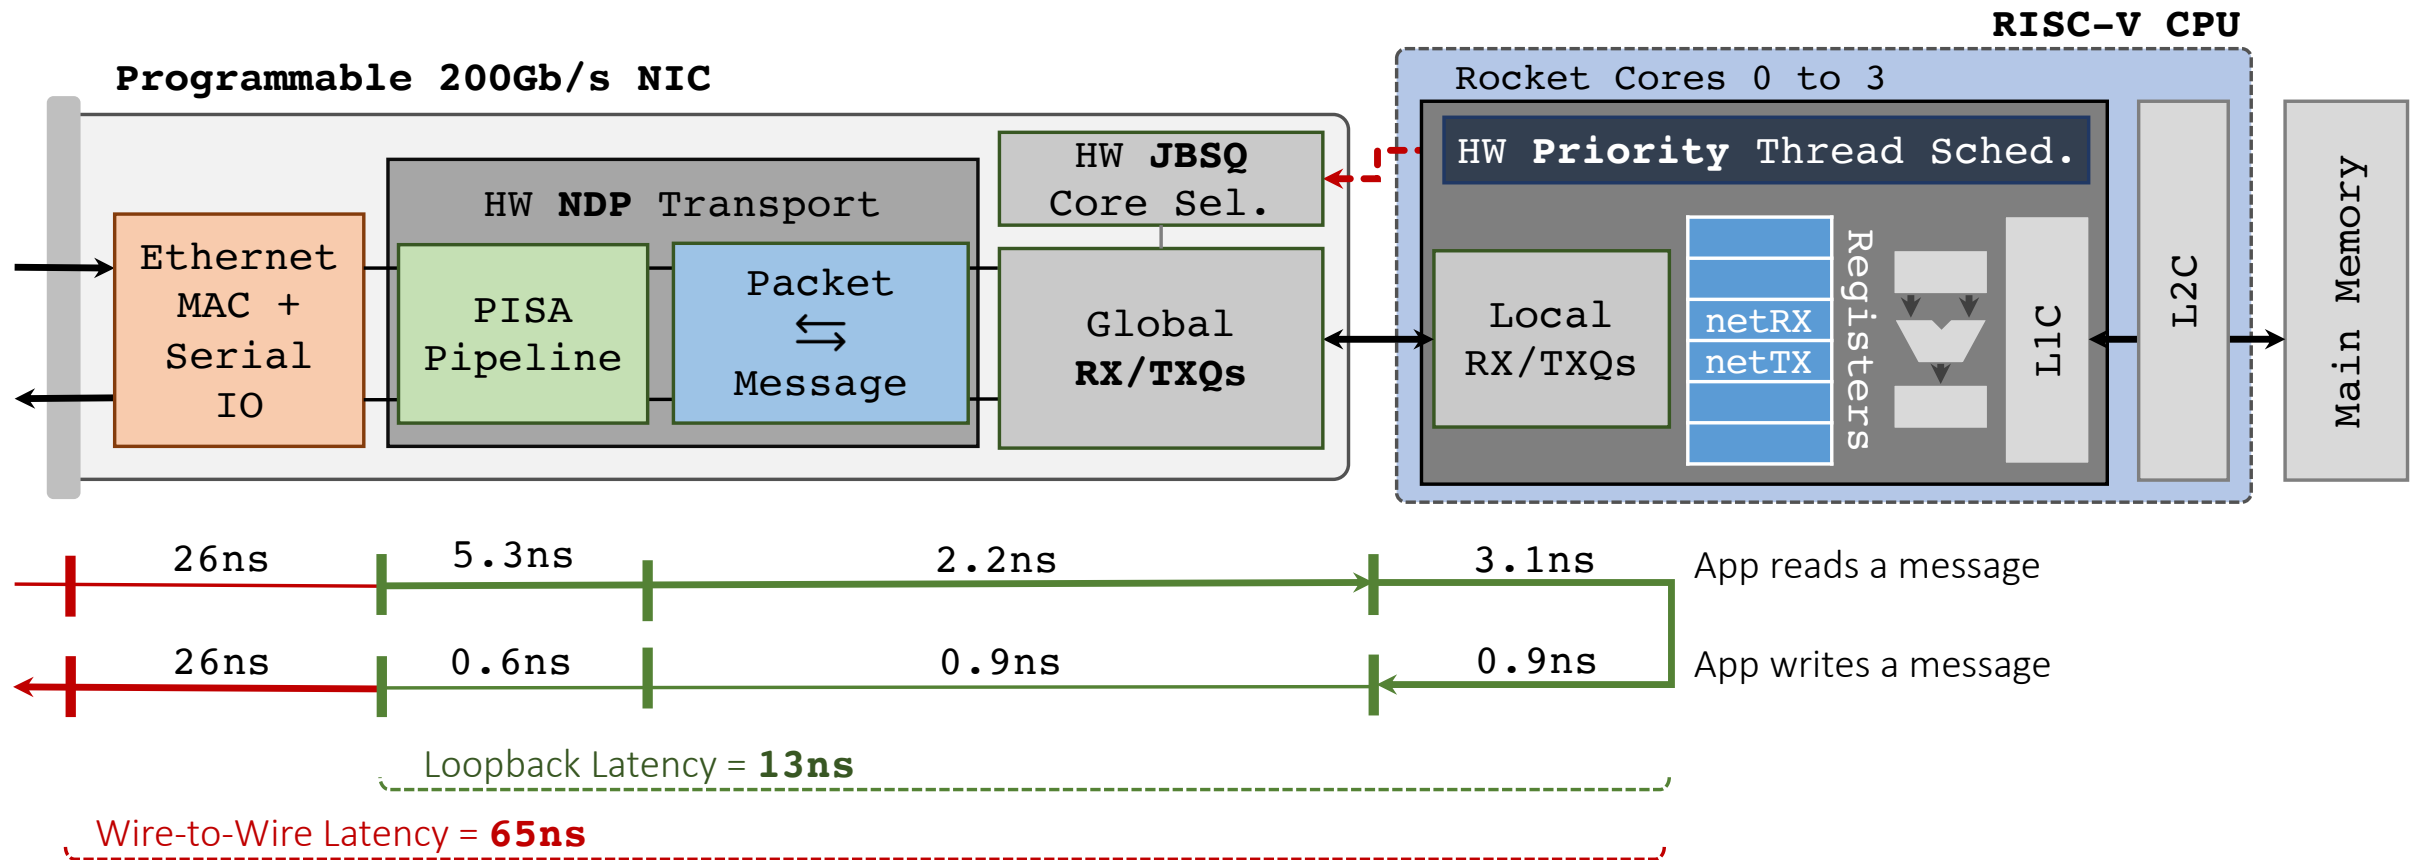 RISC-V CPU
Programmable 200Gb/s NIC
Rocket Cores 0 to 3
HW JBSQ
Core Sel.
HW Priority Thread Sched.
HW NDP Transport
Ethernet
MAC +
Serial
IO
PISA
Pipeline
Packet
Message
Global
RX/TXQs
Local
RX/TXQs
netRX
netTX
Registers
L1C
L2C
Main Memory
26ns
5.3ns
2.2ns
3.1ns
App reads a message
26ns
0.6ns
0.9ns
0.9ns
App writes a message
Loopback Latency = 13ns
Wire-to-Wire Latency = 65ns